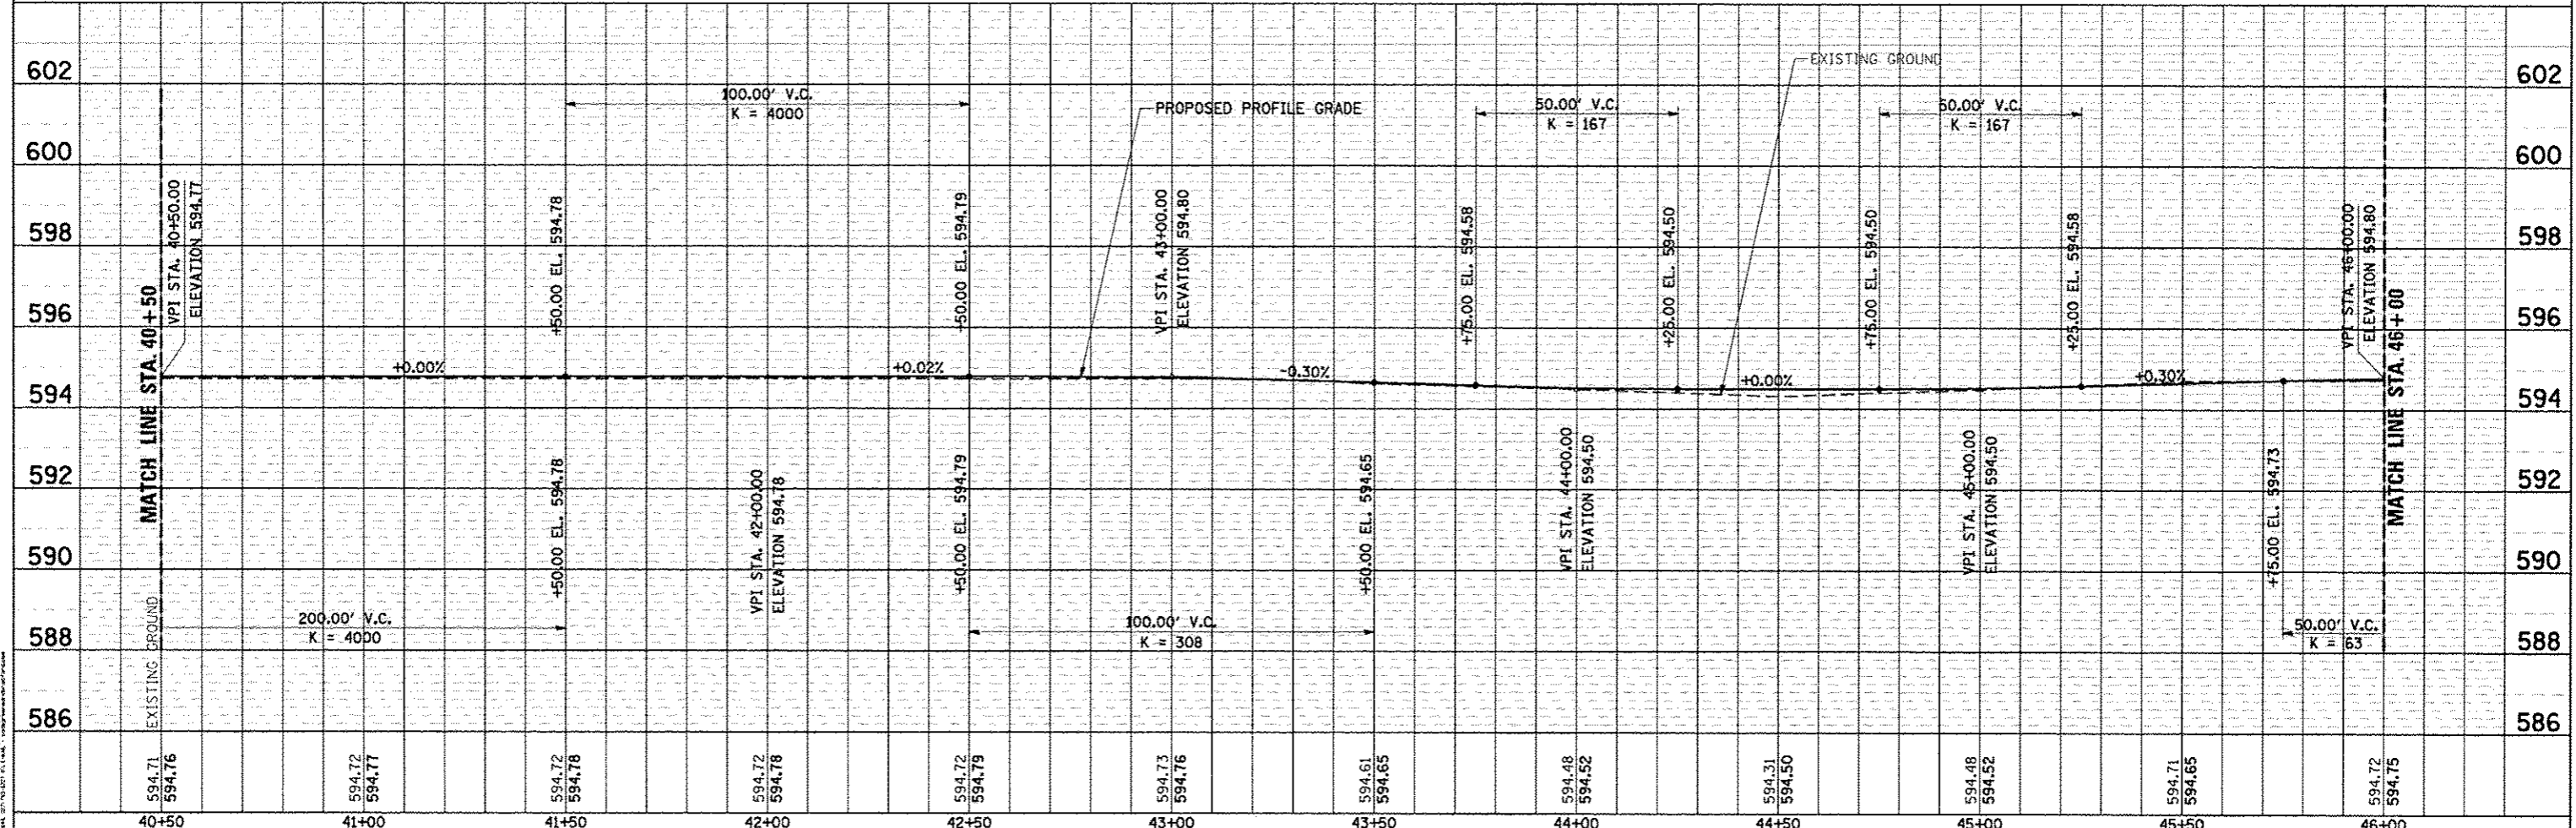 602
600
598
596
594
592
590
588
586
602
600
598
596
594
592
590
588
586
MATCH LINE STA. 40+50
EXISTING GROUND
VPI STA. 40+50.00
ELEVATION 594.77
+0.00%
200.00' V.C.
K = 4000
100.00' V.C.
K = 4000
+50.00 EL. 594.78
+50.00 EL. 594.78
VPI STA. 42+00.00
ELEVATION 594.78
+0.02%
+50.00 EL. 594.79
+50.00 EL. 594.79
PROPOSED PROFILE GRADE
VPI STA. 43+00.00
ELEVATION 594.80
100.00' V.C.
K = 308
-0.30%
+50.00 EL. 594.65
50.00' V.C.
K = 167
+75.00 EL. 594.58
VPI STA. 44+00.00
ELEVATION 594.50
+25.00 EL. 594.50
EXISTING GROUND
+0.00%
50.00' V.C.
K = 167
+75.00 EL. 594.50
VPI STA. 45+00.00
ELEVATION 594.50
+25.00 EL. 594.58
+0.30%
+75.00 EL. 594.73
50.00' V.C.
K = 63
VPI STA. 46+00.00
ELEVATION 594.80
MATCH LINE STA. 46+00
594.71
594.76
594.72
594.77
594.72
594.78
594.72
594.78
594.72
594.79
594.73
594.76
594.61
594.65
594.48
594.52
594.31
594.50
594.48
594.52
594.71
594.65
594.72
594.75
40+50
41+00
41+50
42+00
42+50
43+00
43+50
44+00
44+50
45+00
45+50
46+00